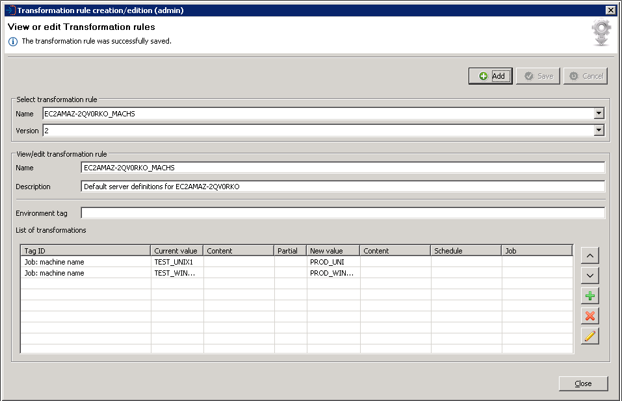 Transformation rule creation/edition (admin)
View or edit Transformation rules
The transformation rule was successfully saved.
Add Save Cancel
Select transformation rule
Name EC2AMAZ-2QV0RKO_MACHS
Version 2
View/edit transformation rule
Name EC2AMAZ-2QV0RKO_MACHS
Description Default server definitions for EC2AMAZ-2QV0RKO
Environment tag
List of transformations
Tag ID Current value Content Partial New value Content Schedule Job
Job: machine name TEST_UNIX1 PROD_UNI
Job: machine name TEST_WIN... PROD_WIN...
Close